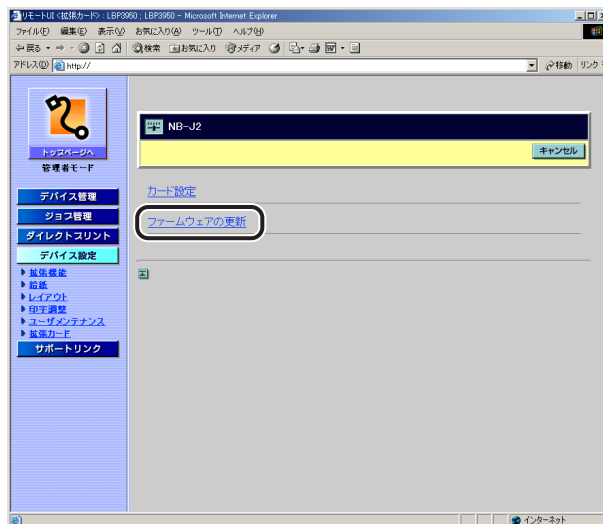 リモートUI <拡張カード> : LBP3950 ; LBP3950 - Microsoft Internet Explorer
ファイル(F) 編集(E) 表示(V) お気に入り(A) ツール(T) ヘルプ(H)
戻る 検索 お気に入り メディア
アドレス(D) http:// 移動 リンク
NB-J2
キャンセル
トップページへ
管理者モード
デバイス管理
ジョブ管理
ダイレクトプリント
デバイス設定
拡張機能
給紙
レイアウト
印字調整
ユーザメンテナンス
拡張カード
サポートリンク
カード設定
ファームウェアの更新
インターネット